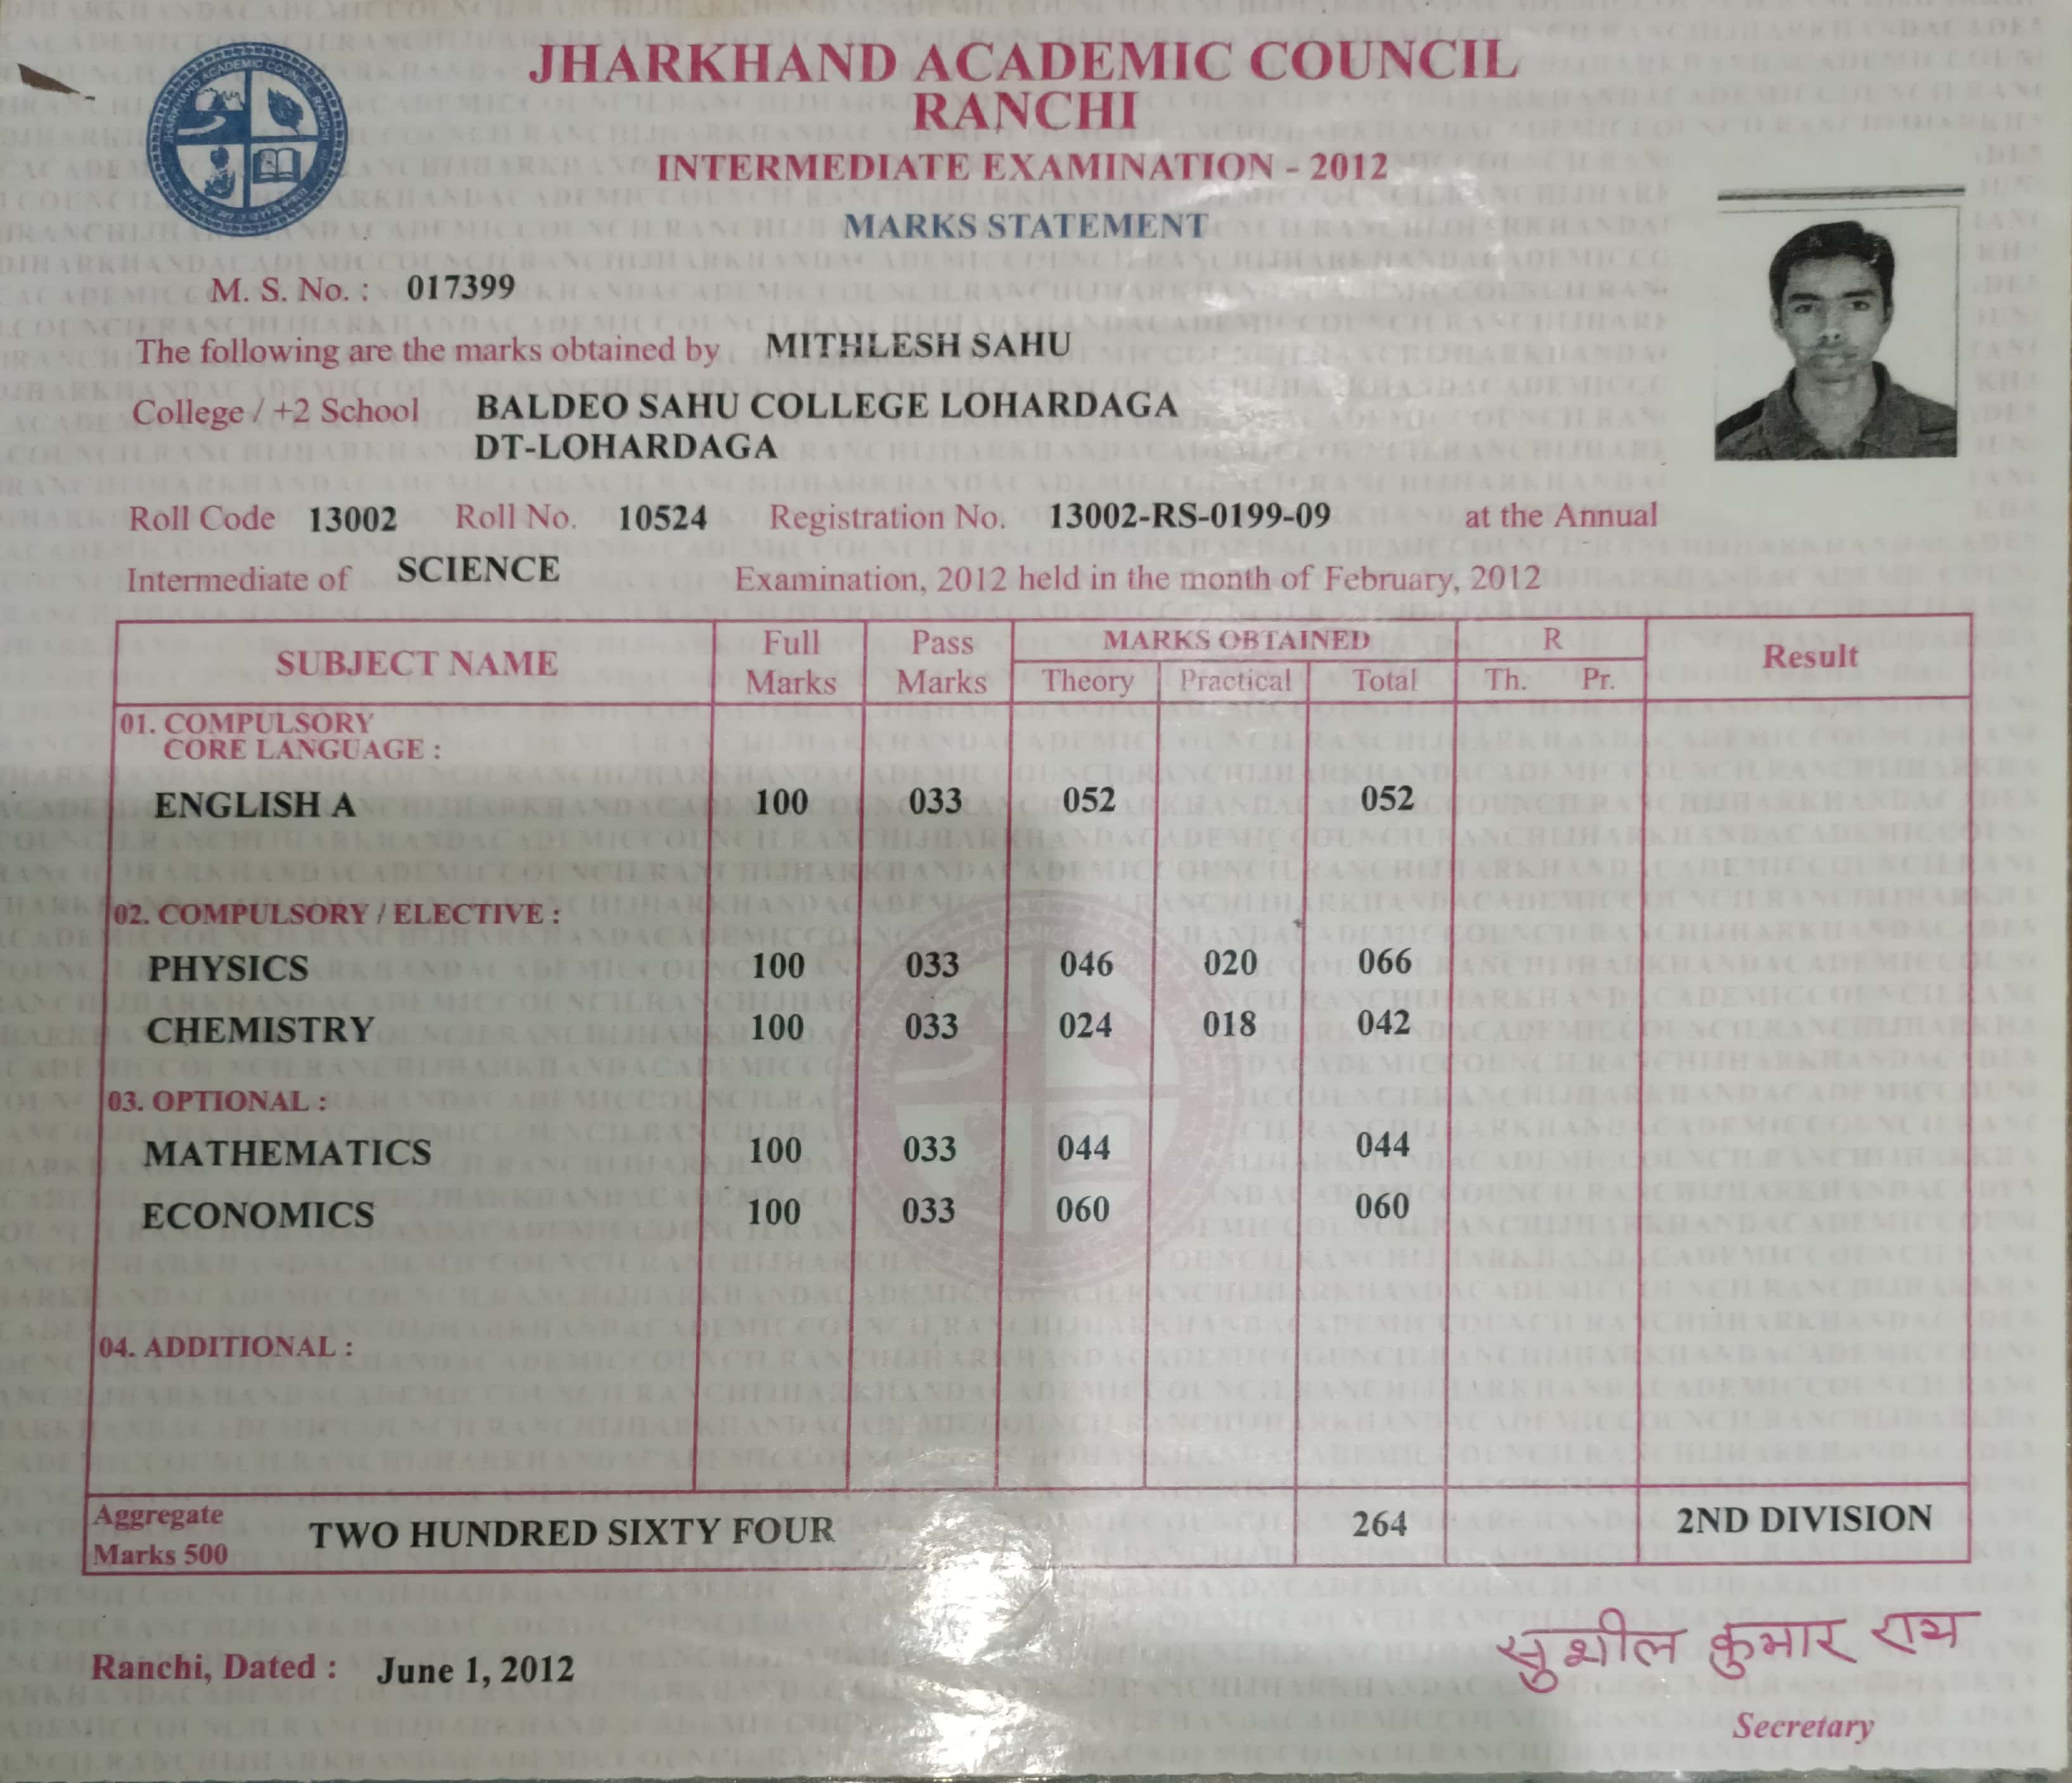 JHARKHAND ACADEMIC COUNCIL
RANCHI
INTERMEDIATE EXAMINATION - 2012
MARKS STATEMENT
M. S. No. : 017399
The following are the marks obtained by MITHLESH SAHU
College / +2 School BALDEO SAHU COLLEGE LOHARDAGA
DT-LOHARDAGA
Roll Code 13002 Roll No. 10524 Registration No. 13002-RS-0199-09 at the Annual
Intermediate of SCIENCE Examination, 2012 held in the month of February, 2012
SUBJECT NAME Full Marks Pass Marks MARKS OBTAINED R Result
Theory Practical Total Th. Pr.
01. COMPULSORY
CORE LANGUAGE :
ENGLISH A 100 033 052 052
02. COMPULSORY / ELECTIVE :
PHYSICS 100 033 046 020 066
CHEMISTRY 100 033 024 018 042
03. OPTIONAL :
MATHEMATICS 100 033 044 044
ECONOMICS 100 033 060 060
04. ADDITIONAL :
Aggregate
Marks 500 TWO HUNDRED SIXTY FOUR 264 2ND DIVISION
सुशील कुमार राय
Ranchi, Dated : June 1, 2012
Secretary